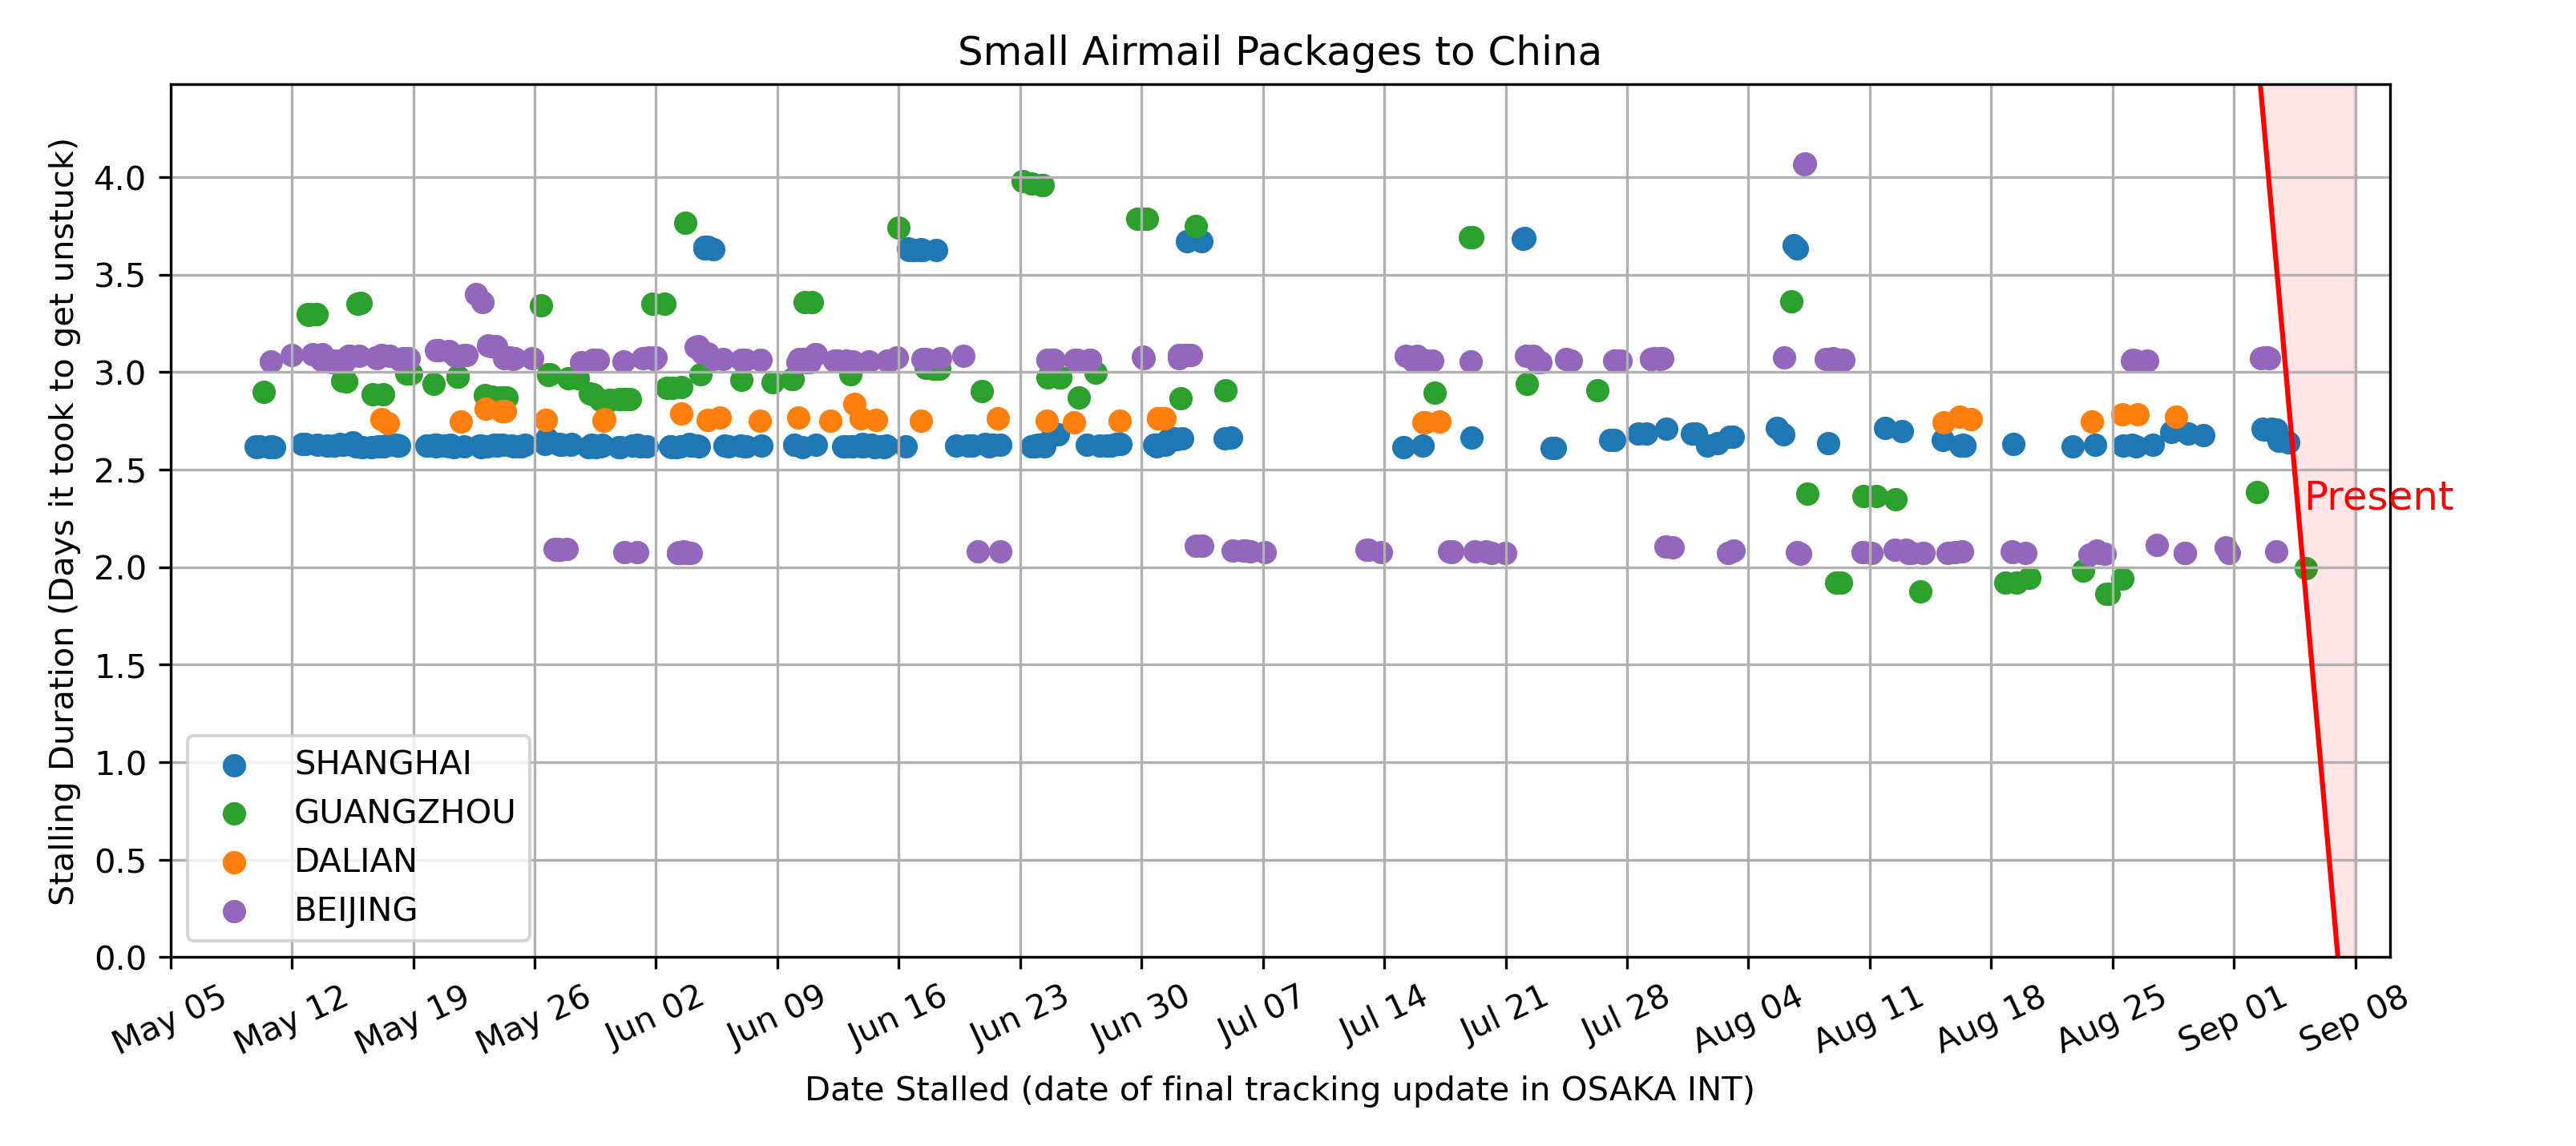 Small Airmail Packages to China
Stalling Duration (Days it took to get unstuck)
4.0
3.5
3.0
2.5
2.0
1.5
1.0
0.5
0.0
Present
SHANGHAI
GUANGZHOU
DALIAN
BEIJING
May 05
May 12
May 19
May 26
Jun 02
Jun 09
Jun 16
Jun 23
Jun 30
Jul 07
Jul 14
Jul 21
Jul 28
Aug 04
Aug 11
Aug 18
Aug 25
Sep 01
Sep 08
Date Stalled (date of final tracking update in OSAKA INT)